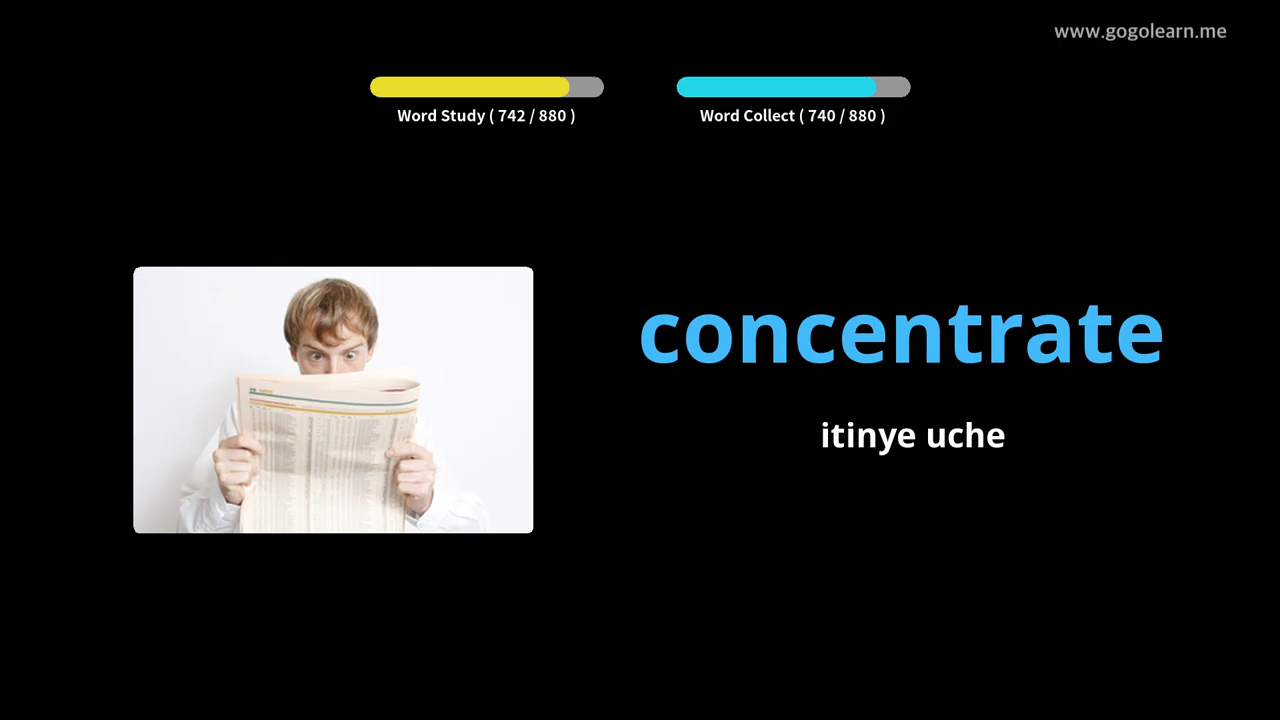 www.gogolearn.me
Word Study ( 742 / 880 )
Word Collect ( 740 / 880 )
concentrate
itinye uche